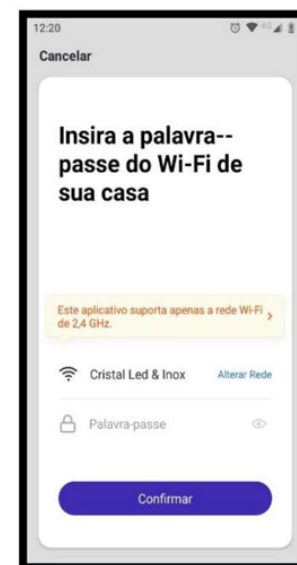 12:20
4G
Cancelar
Insira a palavra--
passe do Wi-Fi de
sua casa
Este aplicativo suporta apenas a rede Wi-Fi
de 2,4 GHz.
Cristal Led & Inox Alterar Rede
Palavra-passe
Confirmar